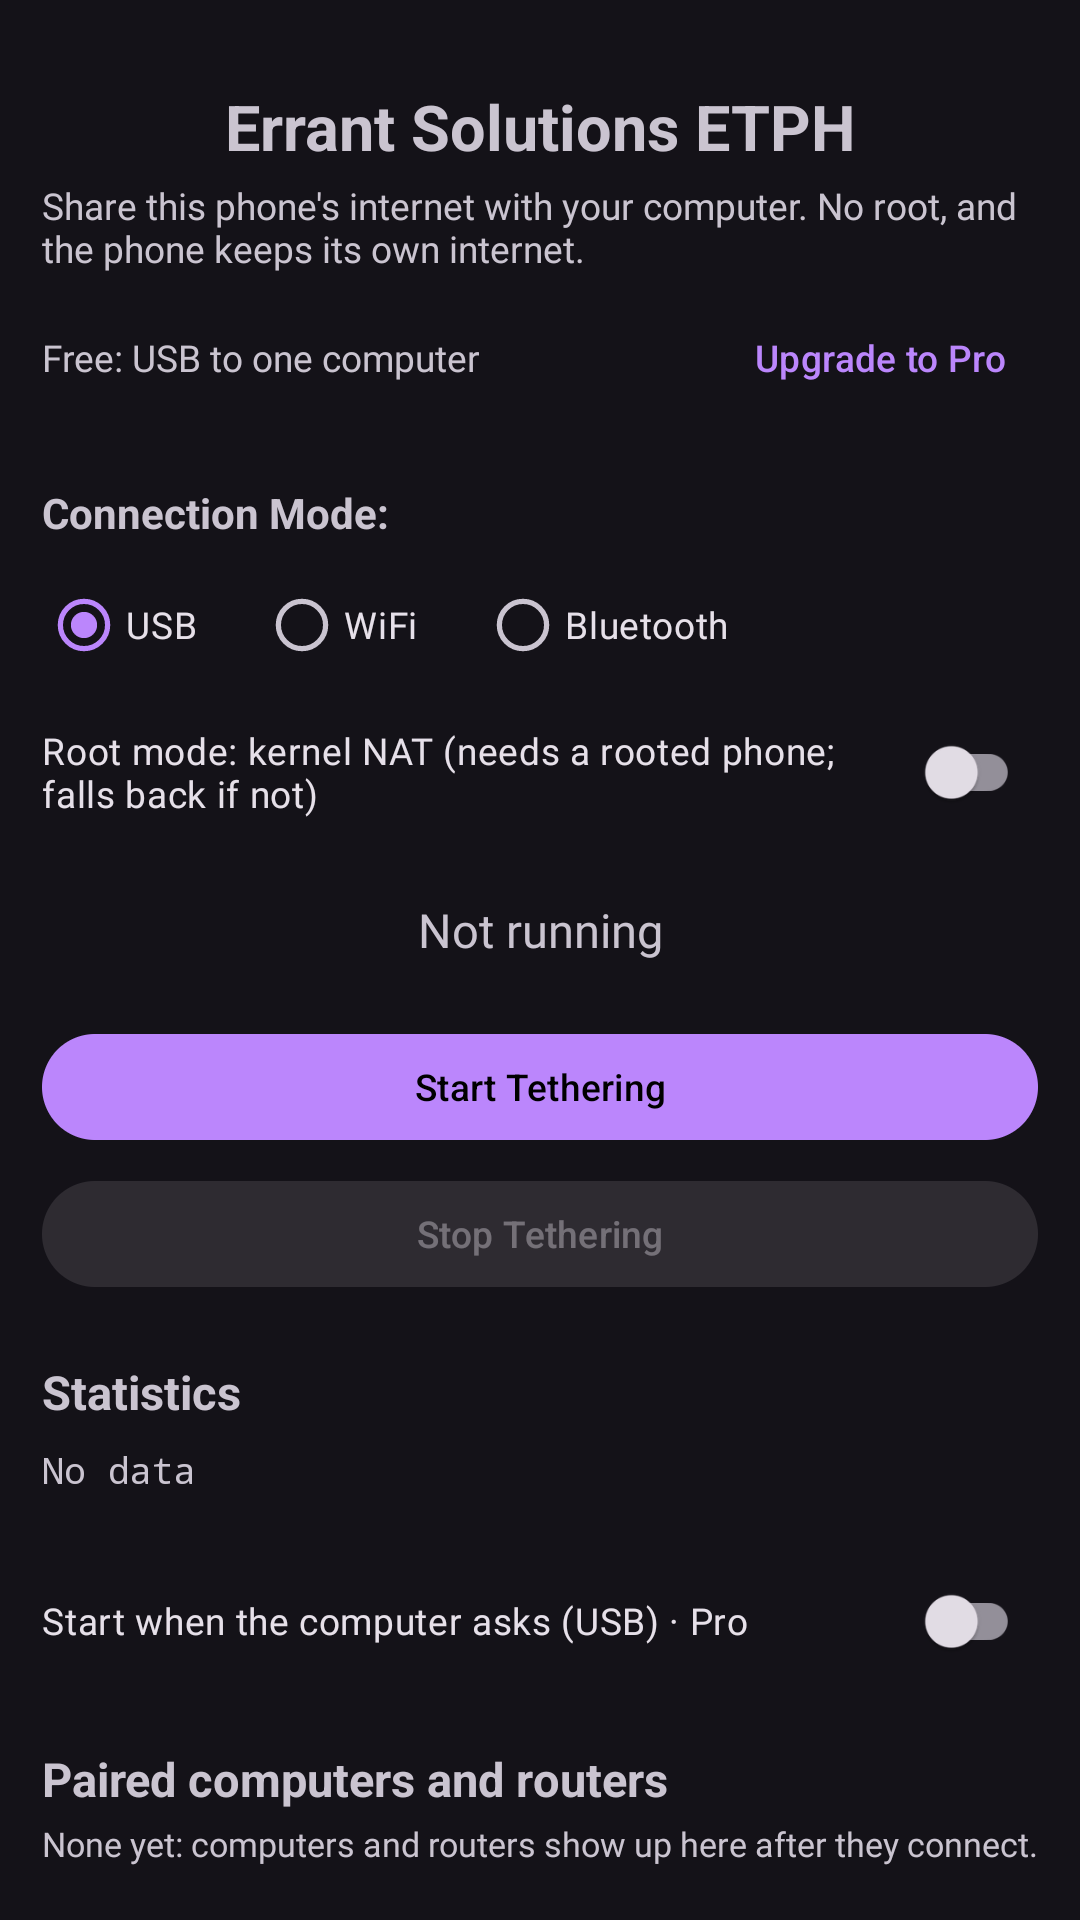 Errant Solutions ETPH
Share this phone's internet with your computer. No root, and
the phone keeps its own internet.
Free: USB to one computer
Upgrade to Pro
Connection Mode:
USB
WiFi
Bluetooth
Root mode: kernel NAT (needs a rooted phone;
falls back if not)
Not running
Start Tethering
Stop Tethering
Statistics
No data
Start when the computer asks (USB) · Pro
Paired computers and routers
None yet: computers and routers show up here after they connect.